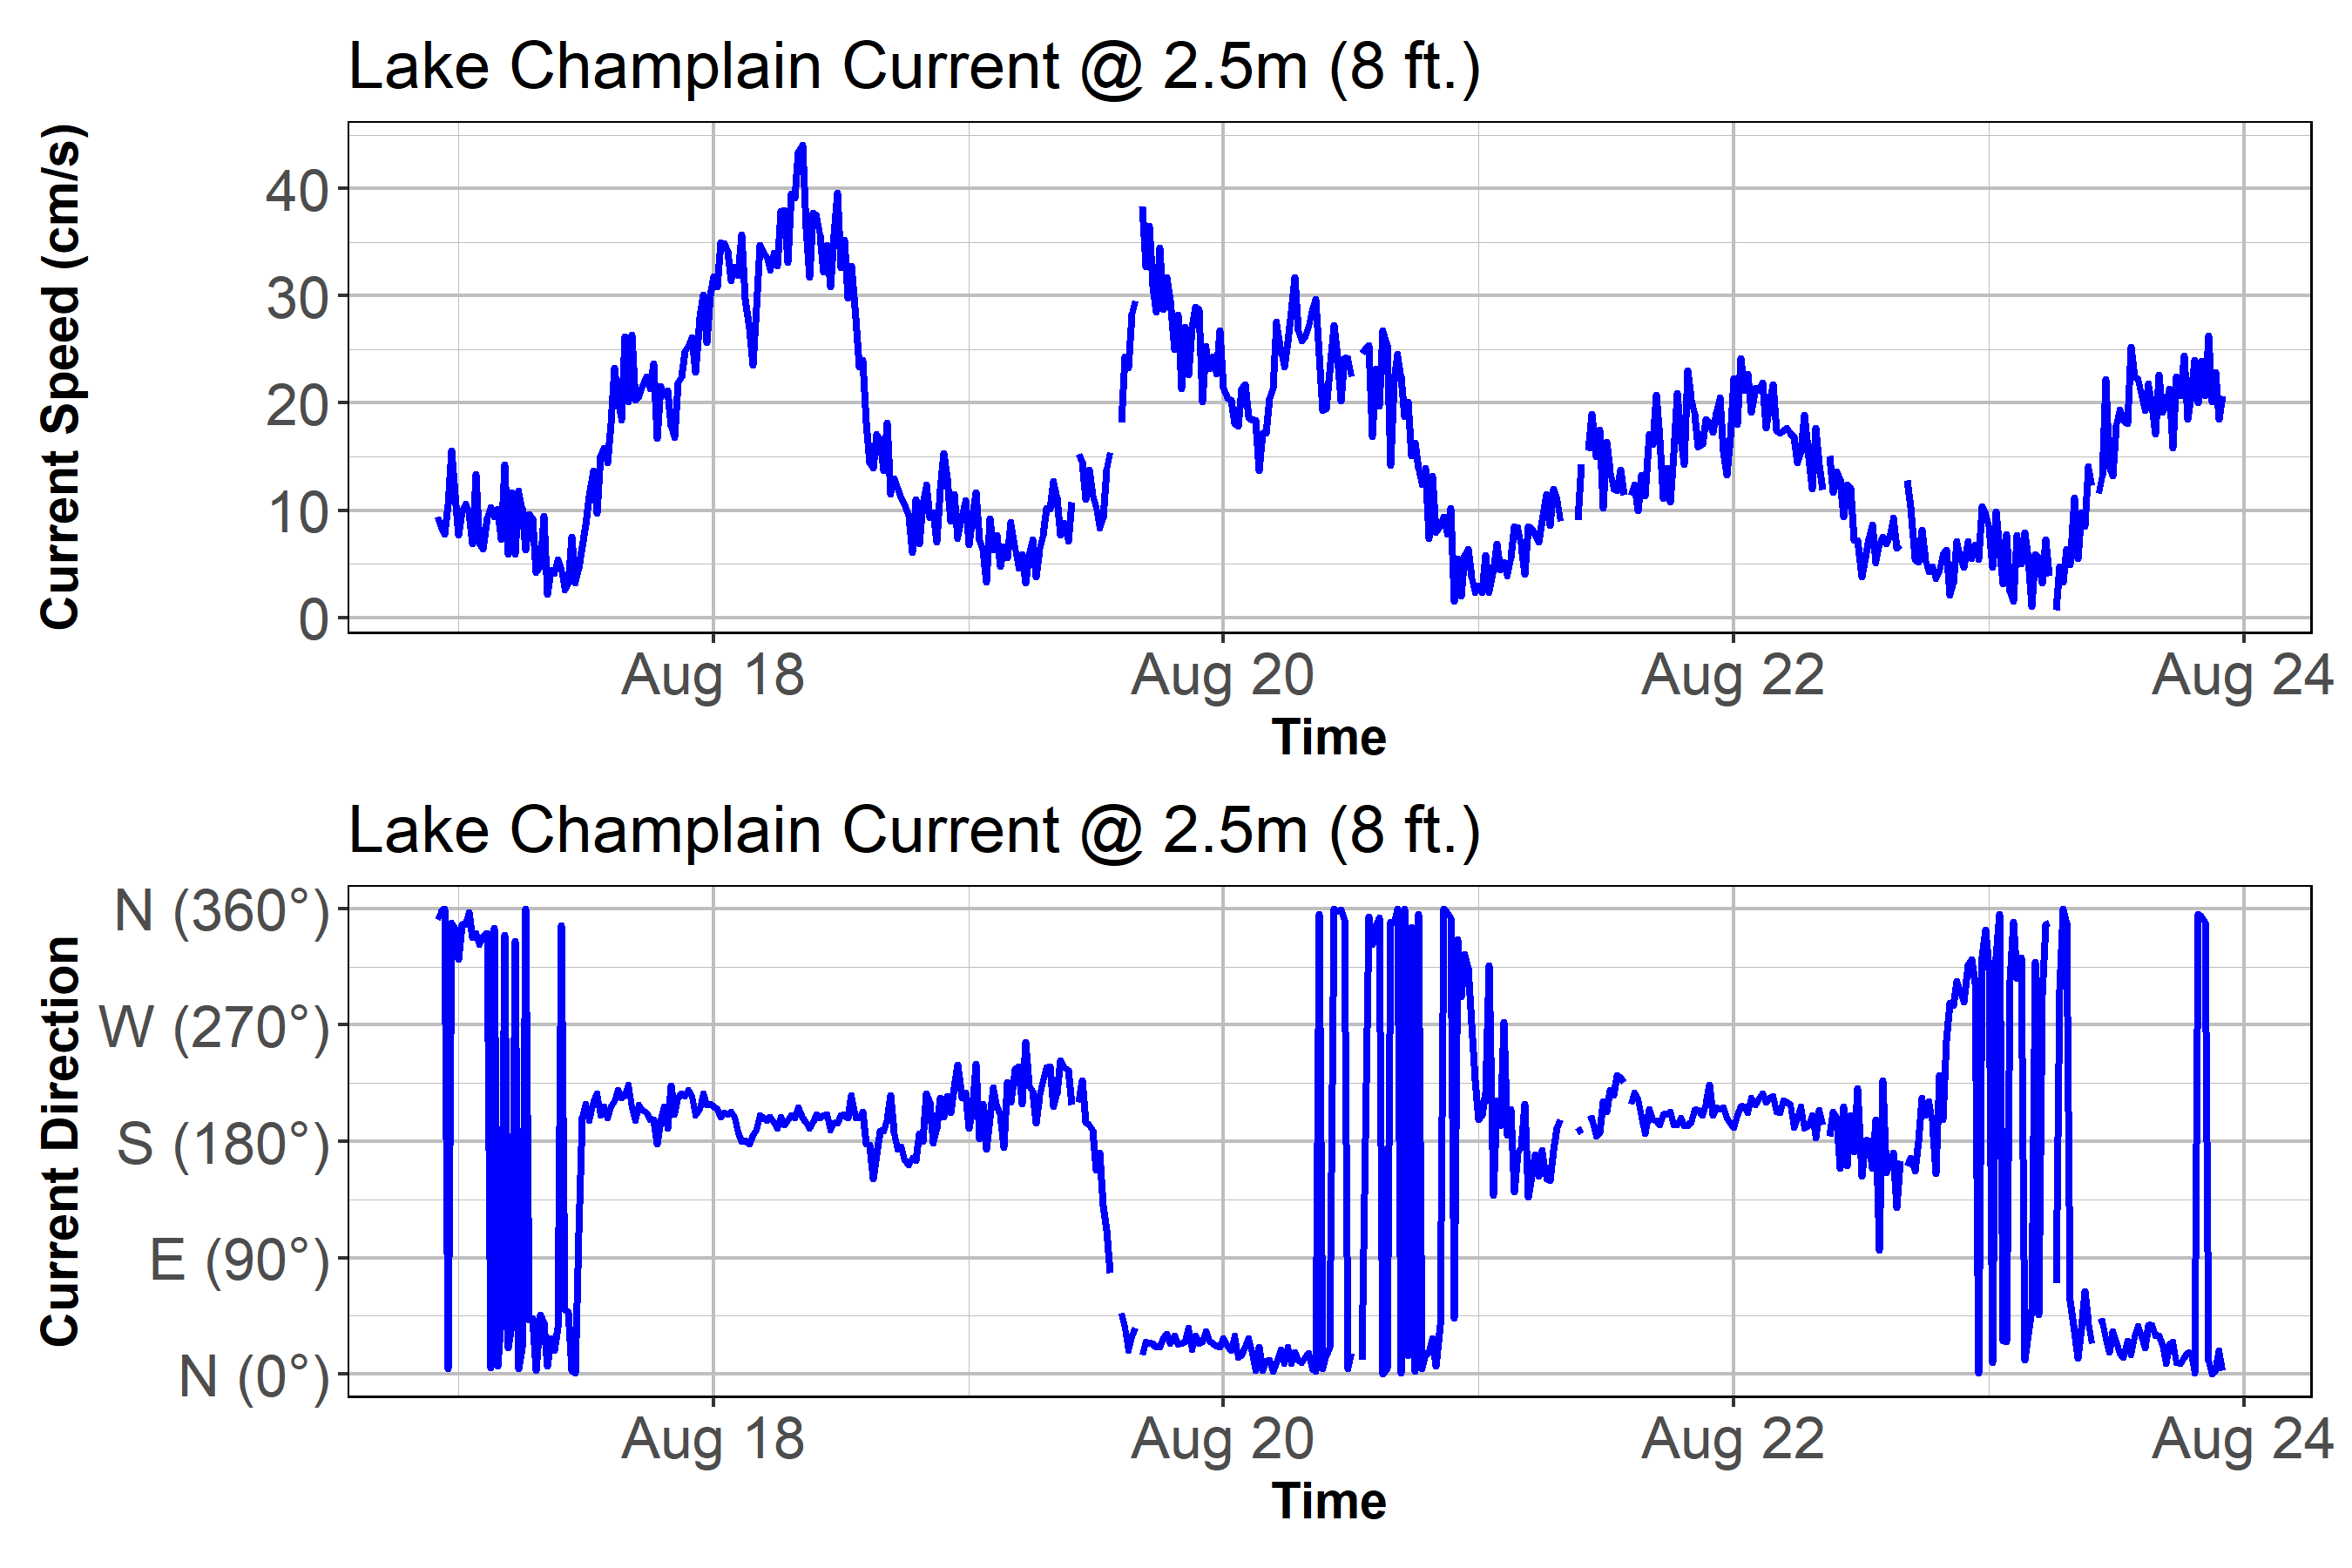 Lake Champlain Current @ 2.5m (8 ft.)
Current Speed (cm/s)
40
30
20
10
0
Aug 18 Aug 20 Aug 22 Aug 24
Time
Lake Champlain Current @ 2.5m (8 ft.)
Current Direction
N (360°)
W (270°)
S (180°)
E (90°)
N (0°)
Aug 18 Aug 20 Aug 22 Aug 24
Time